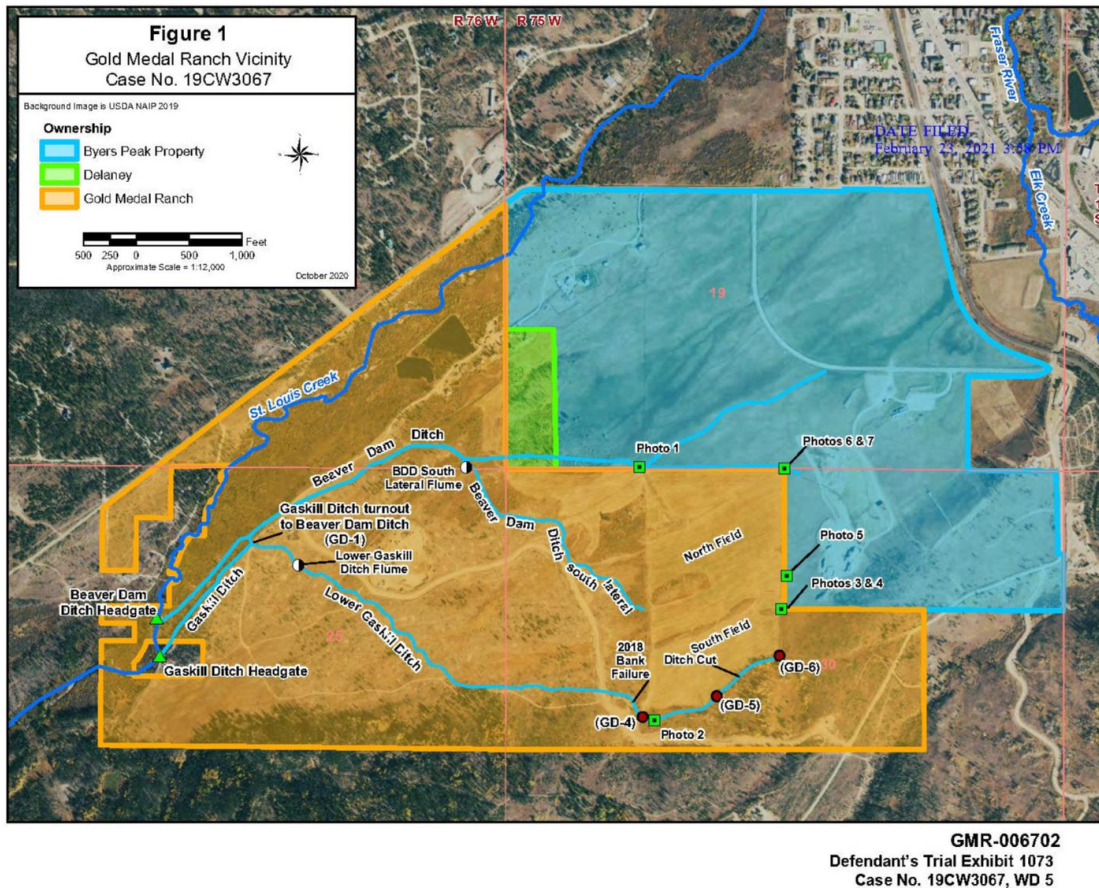 Figure 1
Gold Medal Ranch Vicinity
Case No. 19CW3067
Background Image is USDA NAIP 2019
Ownership
Byers Peak Property
Delaney
Gold Medal Ranch
500 250 0 500 1,000
Feet
Approximate Scale = 1:12,000
October 2020
R 76 W
R 75 W
Fraser River
DATE FILED
February 23, 2021 3:58 PM
Elk Creek
T
1
S
19
St. Louis Creek
Beaver Dam Ditch
Photo 1
Photos 6 & 7
BDD South
Lateral Flume
Beaver Dam Ditch south lateral
Gaskill Ditch turnout
to Beaver Dam Ditch
(GD-1)
North Field
Lower Gaskill
Ditch Flume
Photo 5
Beaver Dam
Ditch Headgate
Gaskill Ditch
Lower Gaskill Ditch
Photos 3 & 4
25
South Field
2018
Bank
Failure
Ditch Cut
Gaskill Ditch Headgate
(GD-6)
30
(GD-5)
(GD-4)
Photo 2
GMR-006702
Defendant's Trial Exhibit 1073
Case No. 19CW3067, WD 5